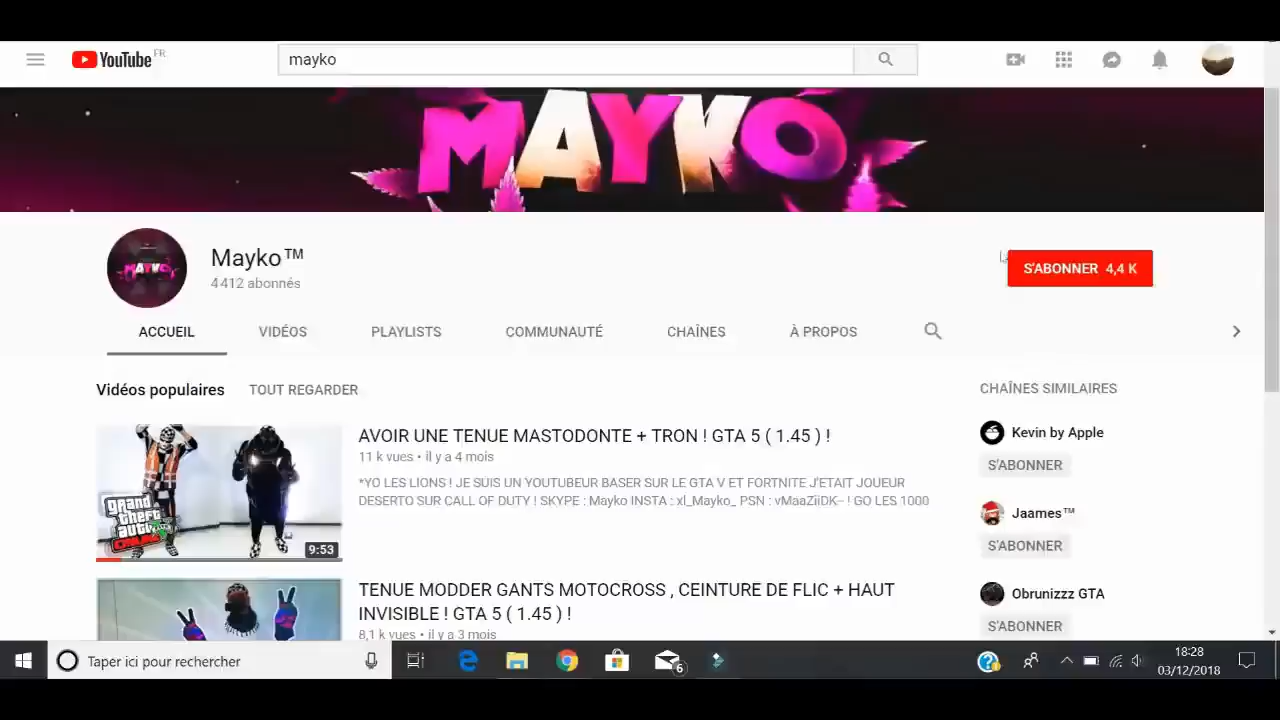 YouTube FR
mayko
MAYKO
MAYKO
Mayko™
4 412 abonnés
S'ABONNER 4,4 K
ACCUEIL
VIDÉOS
PLAYLISTS
COMMUNAUTÉ
CHAÎNES
À PROPOS
Vidéos populaires
TOUT REGARDER
grand
theft
auto
ONLINE
9:53
AVOIR UNE TENUE MASTODONTE + TRON ! GTA 5 ( 1.45 ) !
11 k vues • il y a 4 mois
*YO LES LIONS ! JE SUIS UN YOUTUBEUR BASER SUR LE GTA V ET FORTNITE J'ETAIT JOUEUR
DESERTO SUR CALL OF DUTY ! SKYPE : Mayko INSTA : xl_Mayko_ PSN : vMaaZiiDK-- ! GO LES 1000
TENUE MODDER GANTS MOTOCROSS , CEINTURE DE FLIC + HAUT
INVISIBLE ! GTA 5 ( 1.45 ) !
8,1 k vues • il y a 3 mois
CHAÎNES SIMILAIRES
Kevin by Apple
S'ABONNER
Jaames™
S'ABONNER
Obrunizzz GTA
S'ABONNER
Taper ici pour rechercher
6
18:28
03/12/2018